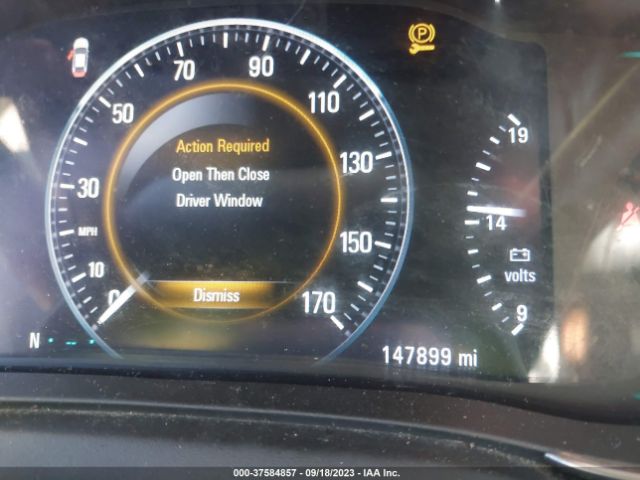 P
70
90
50
110
19
Action Required
130
Open Then Close
30
Driver Window
14
MPH
150
volts
10
0
Dismiss
170
9
N
147899 mi
000-37584857 - 09/18/2023 - IAA Inc.